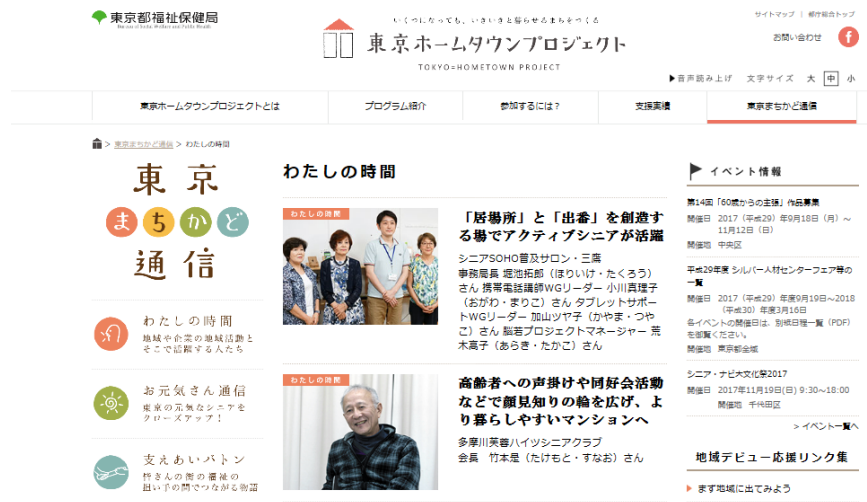 東京都福祉保健局
サイトマップ | 都庁総合トップ
お問い合わせ
いくつになっても、いきいきと暮らせるまちをつくる
東京ホームタウンプロジェクト
TOKYO=HOMETOWN PROJECT
▶音声読み上げ 文字サイズ 大 中 小
東京ホームタウンプロジェクトとは
プログラム紹介
参加するには？
支援実績
東京まちかど通信
> 東京まちかど通信 > わたしの時間
東京
まちかど
通信
わたしの時間
地域や企業の地域活動と
そこで活躍する人たち
お元気さん通信
東京の元気なシニアを
クローズアップ！
支えあいバトン
皆さんの街の福祉の
担い手の間でつながる物語
わたしの時間
わたしの時間
「居場所」と「出番」を創造す
る場でアクティブシニアが活躍
シニアSOHO普及サロン・三鷹
事務局長 堀池拓郎（ほりいけ・たくろう）
さん 携帯電話講師WGリーダー 小川真理子
（おがわ・まりこ）さん タブレットサポー
トWGリーダー 加山ツヤ子（かやま・つや
こ）さん 脳若プロジェクトマネージャー 荒
木高子（あらき・たかこ）さん
わたしの時間
高齢者への声掛けや同好会活動
などで顔見知りの輪を広げ、よ
り暮らしやすいマンションへ
多摩川芙蓉ハイツシニアクラブ
会長 竹本是（たけもと・すなお）さん
イベント情報
第14回「60歳からの主張」作品募集
開催日 2017（平成29）年9月18日（月）～
11月12日（日）
開催地 中央区
平成29年度 シルバー人材センターフェア等の
一覧
開催日 2017（平成29）年度9月19日～2018
（平成30）年度3月16日
各イベントの開催日は、別紙日程一覧（PDF）
を御覧ください。
開催地 東京都全域
シニア・ナビ大文化祭2017
開催日 2017年11月19日(日) 9:30～18:00
開催地 千代田区
> イベント一覧へ
地域デビュー応援リンク集
まず地域に出てみよう